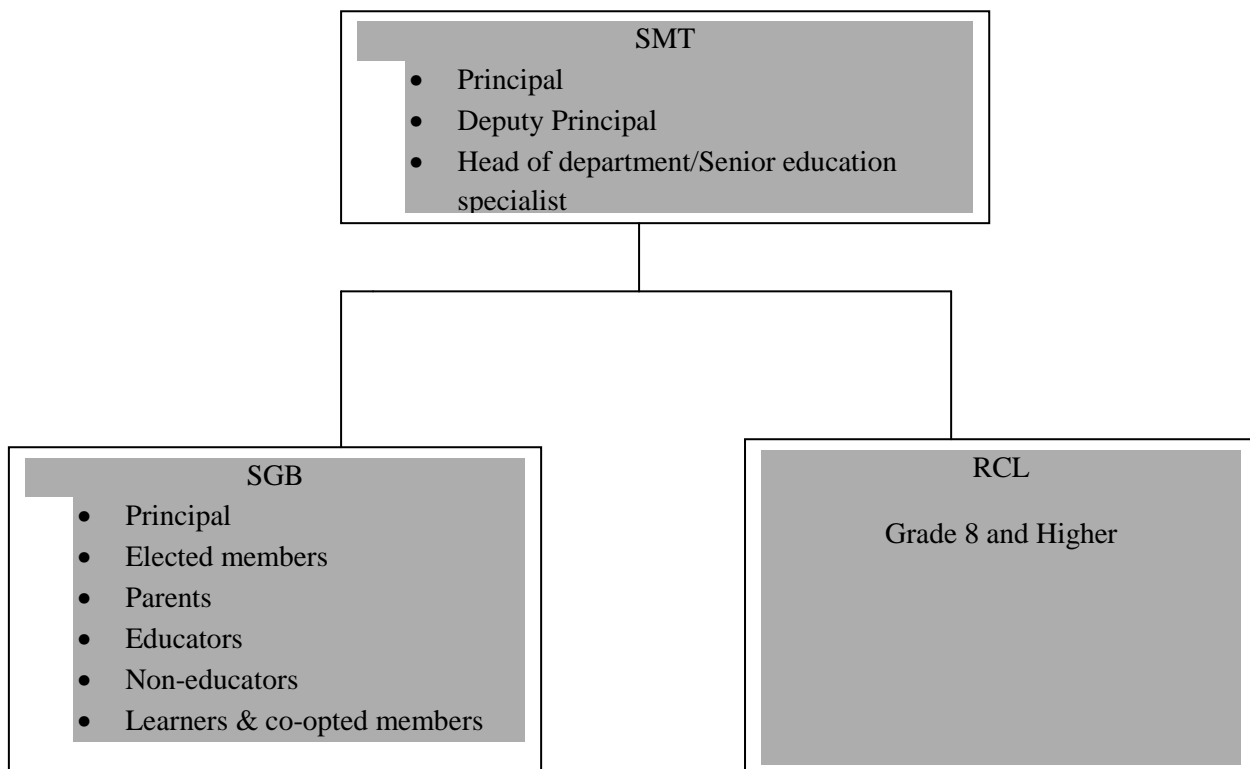 SMT
• Principal
• Deputy Principal
• Head of department/Senior education
specialist
SGB
• Principal
• Elected members
• Parents
• Educators
• Non-educators
• Learners & co-opted members
RCL
Grade 8 and Higher